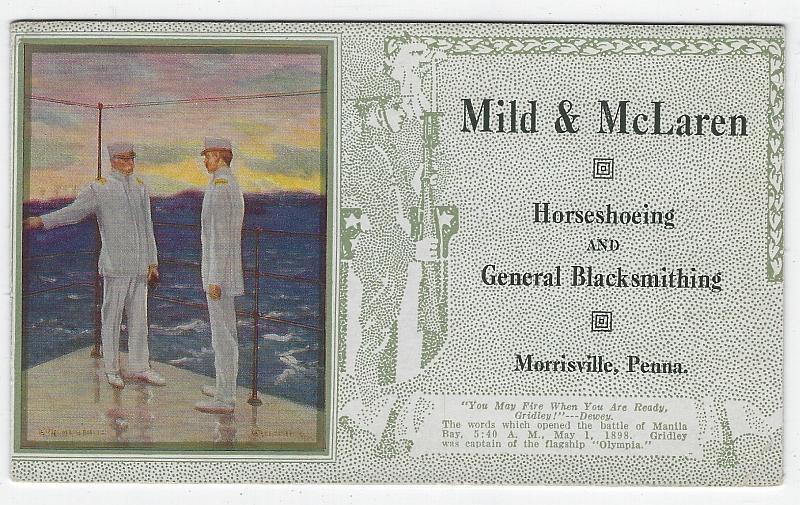 Mild & McLaren
Horseshoeing
AND
General Blacksmithing
Morrisville, Penna.
"You May Fire When You Are Ready,
Gridley!"---Dewey.
The words which opened the battle of Manila
Bay, 5:40 A. M., May 1, 1898. Gridley
was captain of the flagship "Olympia."